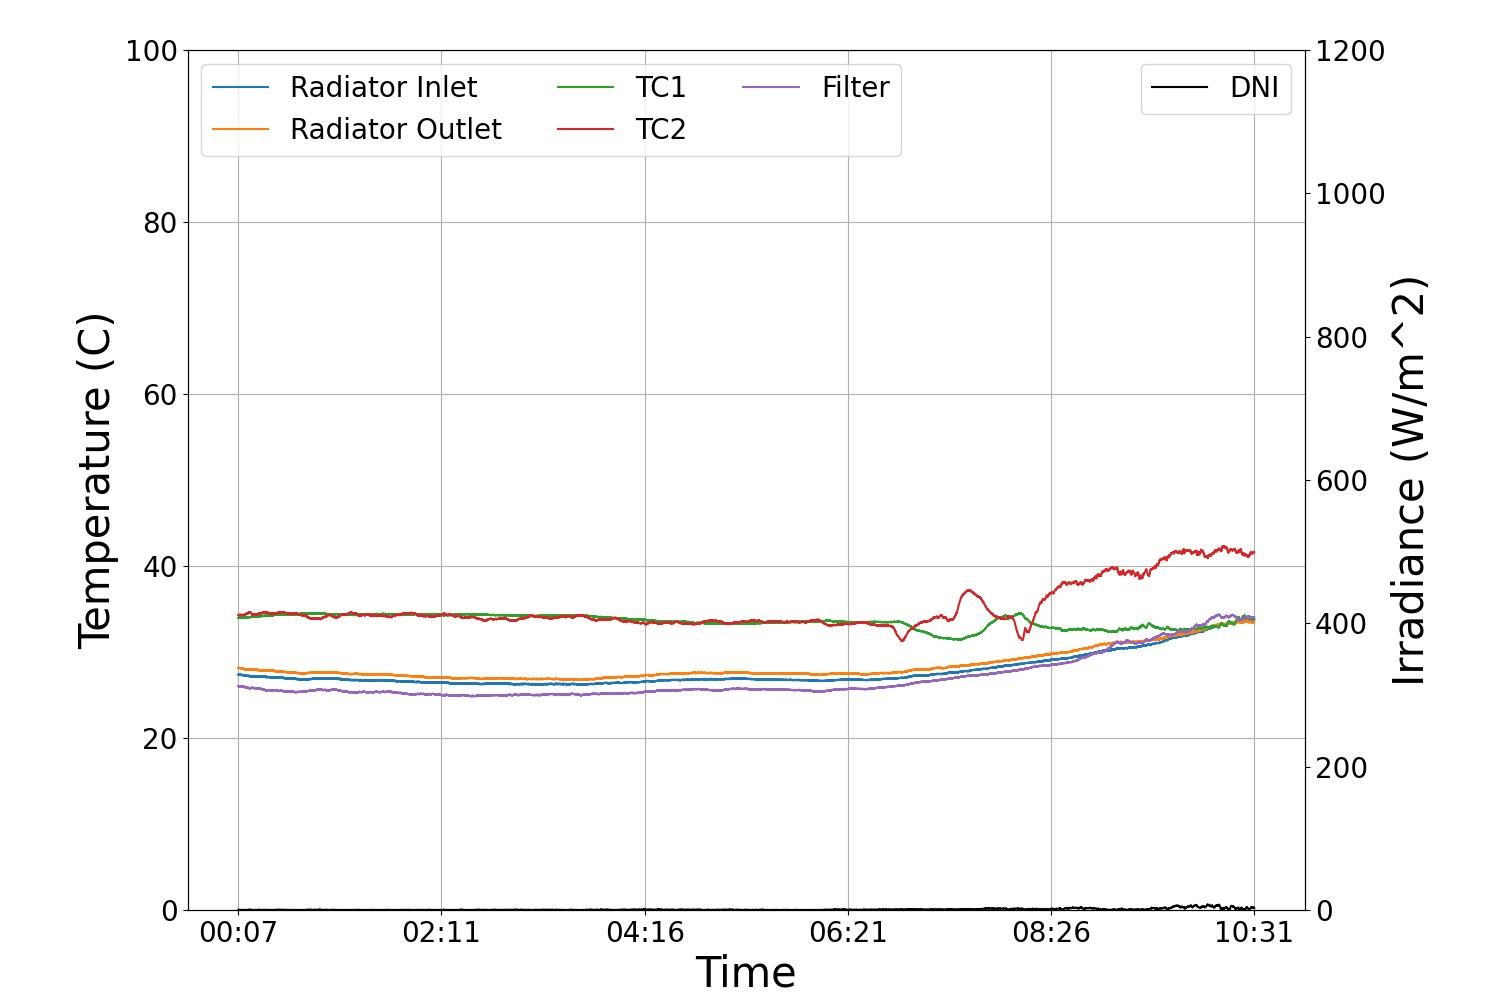 Radiator Inlet
Radiator Outlet
TC1
TC2
Filter
DNI
Temperature (C)
100
80
60
40
20
0
1200
1000
800
600
400
200
0
Irradiance (W/m^2)
00:07 02:11 04:16 06:21 08:26 10:31
Time